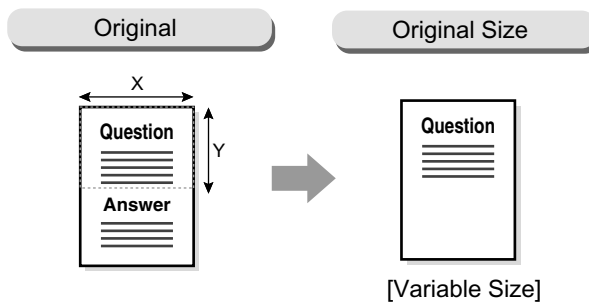 Original
Original Size
X
Y
Question
Answer
Question
[Variable Size]